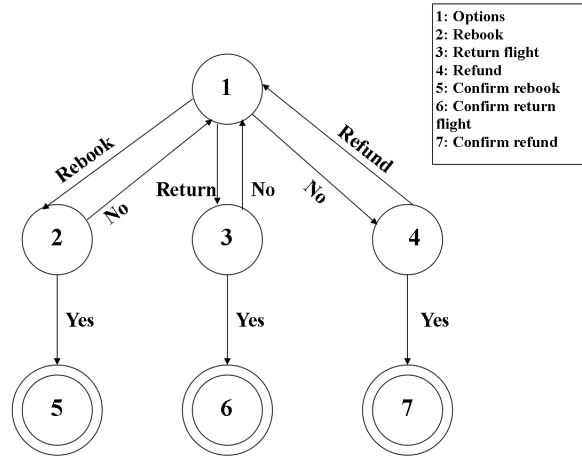 1: Options
2: Rebook
3: Return flight
4: Refund
5 Confirm rebook
6: Confirm return
flight
7: Confirm refund
1
Rebook
No
Return
No
No
Refund
2
3
4
Yes
Yes
Yes
5
6
7